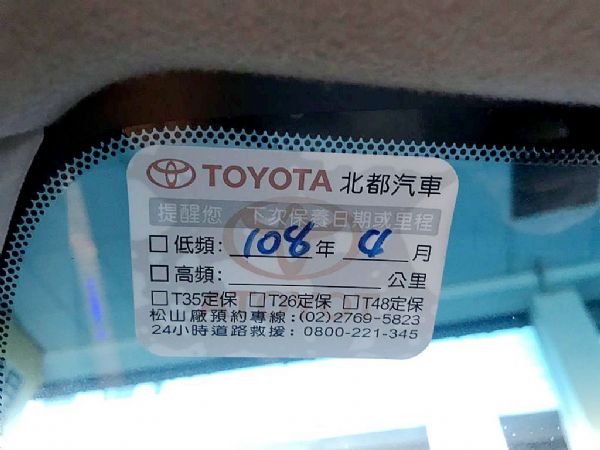 TOYOTA 北都汽車
提醒您 下次保養日期或里程
□低頻：108年 4月
□高頻：公里
□T35定保 □T26定保 □T48定保
松山廠預約專線：(02)2769-5823
24小時道路救援：0800-221-345